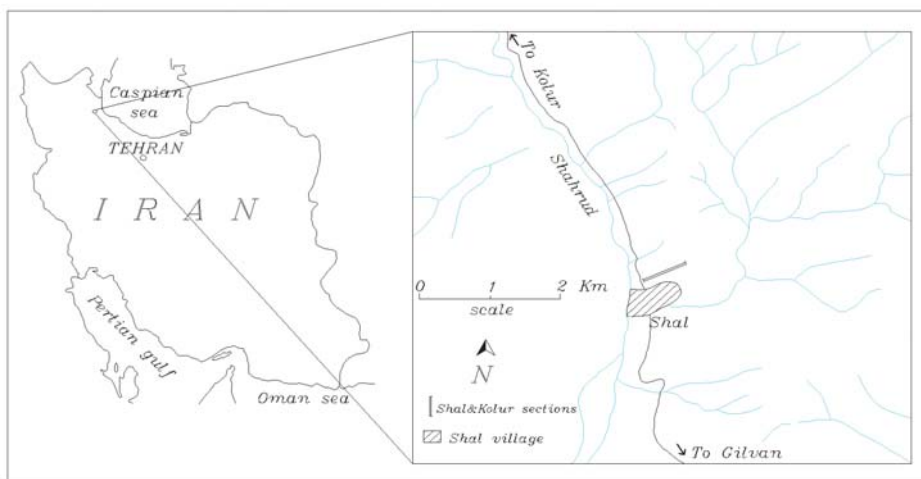 Caspian
sea
TEHRAN
I R A N
Pertian gulf
Oman sea
To Kolur
Shahrud
0 1 2 Km
scale
Shal
N
Shal&Kolur sections
Shal village
To Gilvan